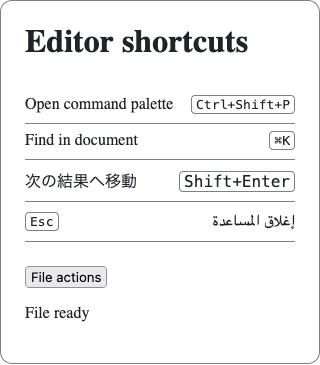 Editor shortcuts
Open command palette Ctrl+Shift+P
Find in document ⌘K
次の結果へ移動 Shift+Enter
إغلاق المساعدة Esc
File actions
File ready